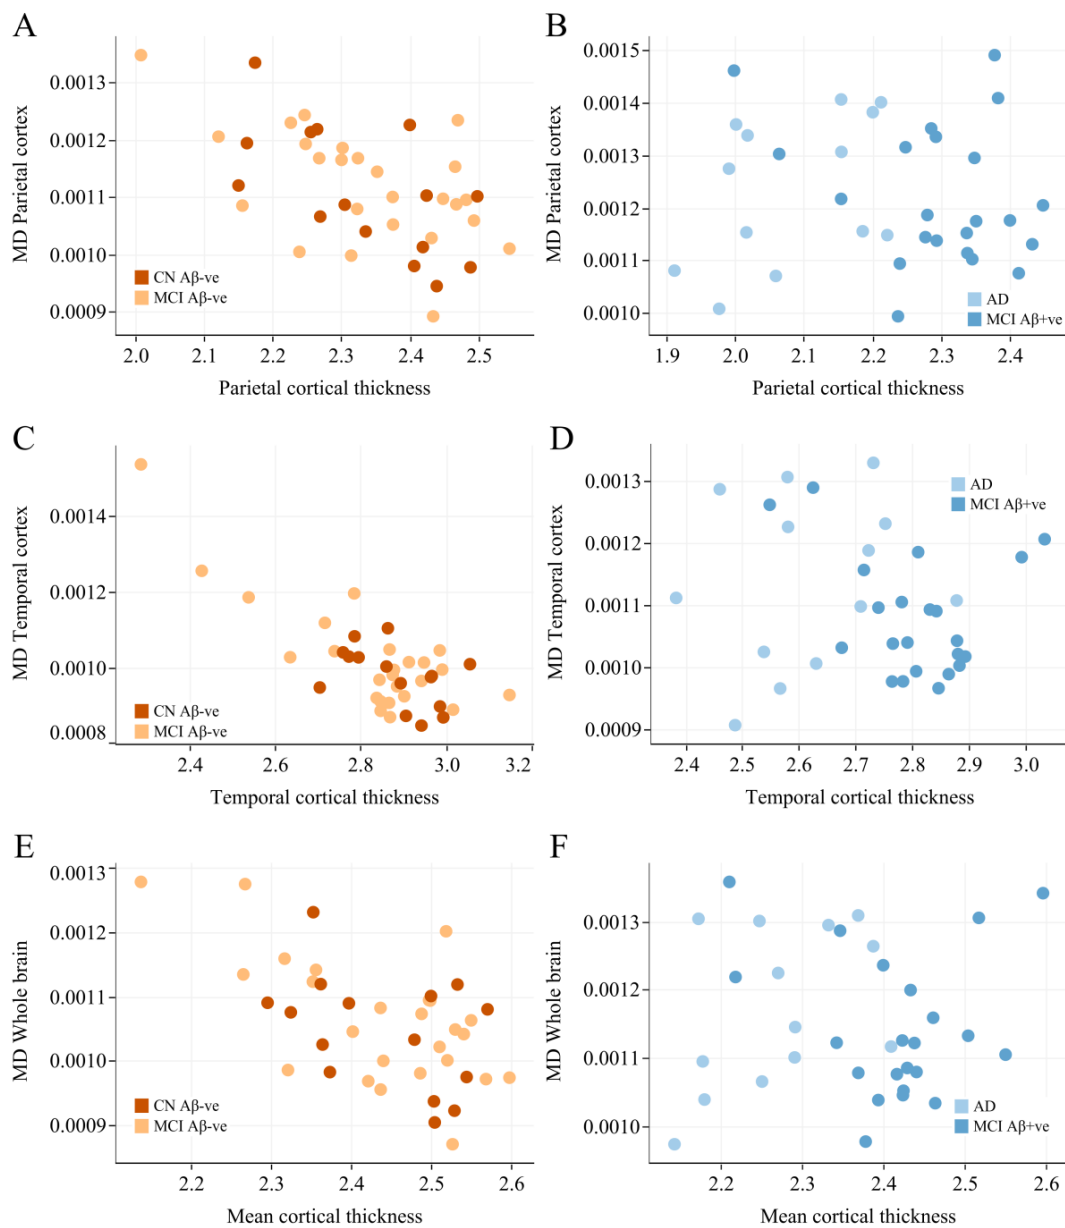 A
MD Parietal cortex
0.0013
0.0012
0.0011
0.0010
0.0009
CN Aβ-ve
MCI Aβ-ve
2.0 2.1 2.2 2.3 2.4 2.5
Parietal cortical thickness
B
MD Parietal cortex
0.0015
0.0014
0.0013
0.0012
0.0011
0.0010
AD
MCI Aβ+ve
1.9 2.0 2.1 2.2 2.3 2.4
Parietal cortical thickness
C
MD Temporal cortex
0.0014
0.0012
0.0010
0.0008
CN Aβ-ve
MCI Aβ-ve
2.4 2.6 2.8 3.0 3.2
Temporal cortical thickness
D
MD Temporal cortex
0.0013
0.0012
0.0011
0.0010
0.0009
AD
MCI Aβ+ve
2.4 2.5 2.6 2.7 2.8 2.9 3.0
Temporal cortical thickness
E
MD Whole brain
0.0013
0.0012
0.0011
0.0010
0.0009
CN Aβ-ve
MCI Aβ-ve
2.2 2.3 2.4 2.5 2.6
Mean cortical thickness
F
MD Whole brain
0.0013
0.0012
0.0011
0.0010
AD
MCI Aβ+ve
2.2 2.3 2.4 2.5 2.6
Mean cortical thickness